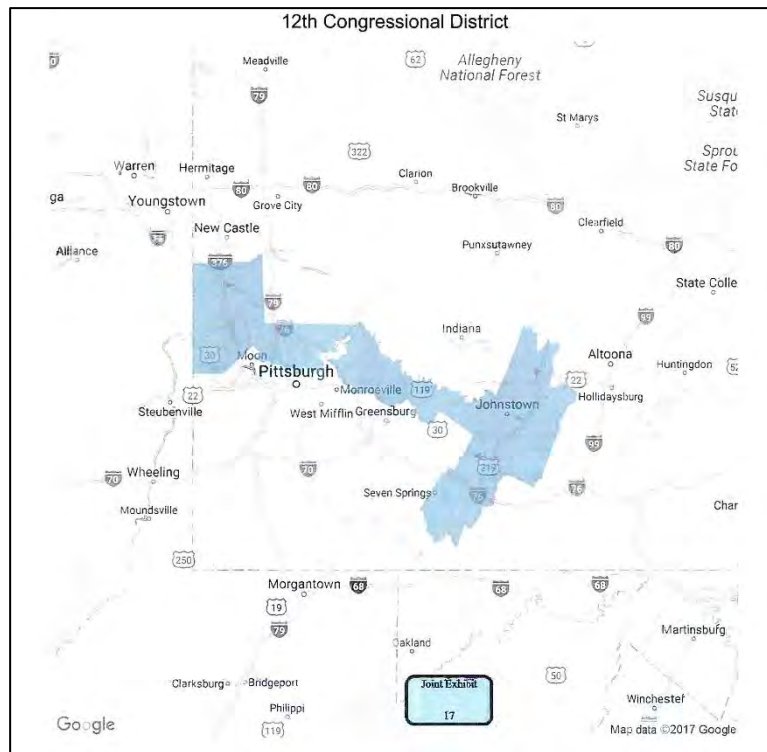 12th Congressional District
Allegheny
National Forest
62
Meadville
79
St Marys
Susqu
State
Sprou
State Fo
322
Warren
Hermitage
Clarion
Brookville
80
80
80
ga
Youngstown
Grove City
Clearfield
New Castle
80
Alliance
Punxsutawney
376
State Colle
79
99
76
Indiana
30
Moon
Altoona
Huntingdon
Pittsburgh
22
22
Monroeville
119
Hollidaysburg
Steubenville
West Mifflin
Greensburg
Johnstown
30
99
70
Wheeling
70
219
Seven Springs
76
76
Moundsville
Char
250
Morgantown
68
68
68
19
79
Martinsburg
Oakland
Clarksburg
Bridgeport
Joint Exhibit
17
50
Philippi
119
Winchester
Google
Map data ©2017 Google